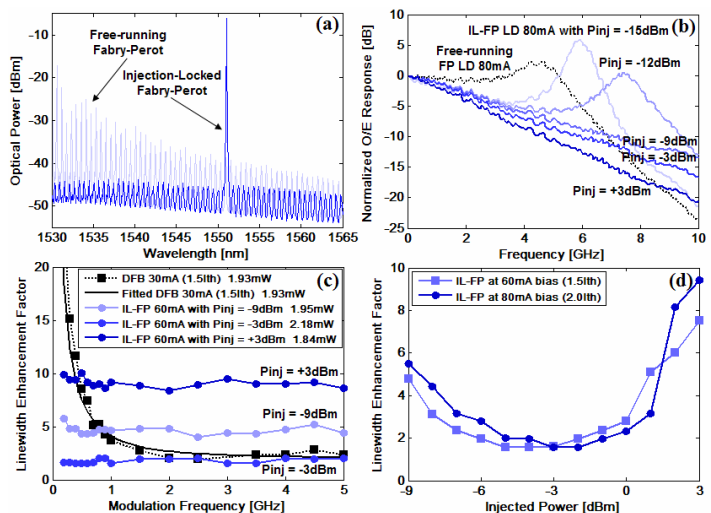 (a)
Free-running
Fabry-Perot
Injection-Locked
Fabry-Perot
Optical Power [dBm]
-10
-20
-30
-40
-50
1530 1535 1540 1545 1550 1555 1560 1565
Wavelength [nm]
(b)
IL-FP LD 80mA with Pinj = -15dBm
Free-running
FP LD 80mA
Pinj = -12dBm
Pinj = -9dBm
Pinj = -3dBm
Pinj = +3dBm
Normalized O/E Response [dB]
10
5
0
-5
-10
-15
-20
-25
0 2 4 6 8 10
Frequency [GHz]
(c)
DFB 30mA (1.5Ith) 1.93mW
Fitted DFB 30mA (1.5Ith) 1.93mW
IL-FP 60mA with Pinj = -9dBm 1.95mW
IL-FP 60mA with Pinj = -3dBm 2.18mW
IL-FP 60mA with Pinj = +3dBm 1.84mW
Pinj = +3dBm
Pinj = -9dBm
Pinj = -3dBm
Linewidth Enhancement Factor
20
15
10
5
0
0 1 2 3 4 5
Modulation Frequency [GHz]
(d)
IL-FP at 60mA bias (1.5Ith)
IL-FP at 80mA bias (2.0Ith)
Linewidth Enhancement Factor
10
8
6
4
2
0
-9 -6 -3 0 3
Injected Power [dBm]